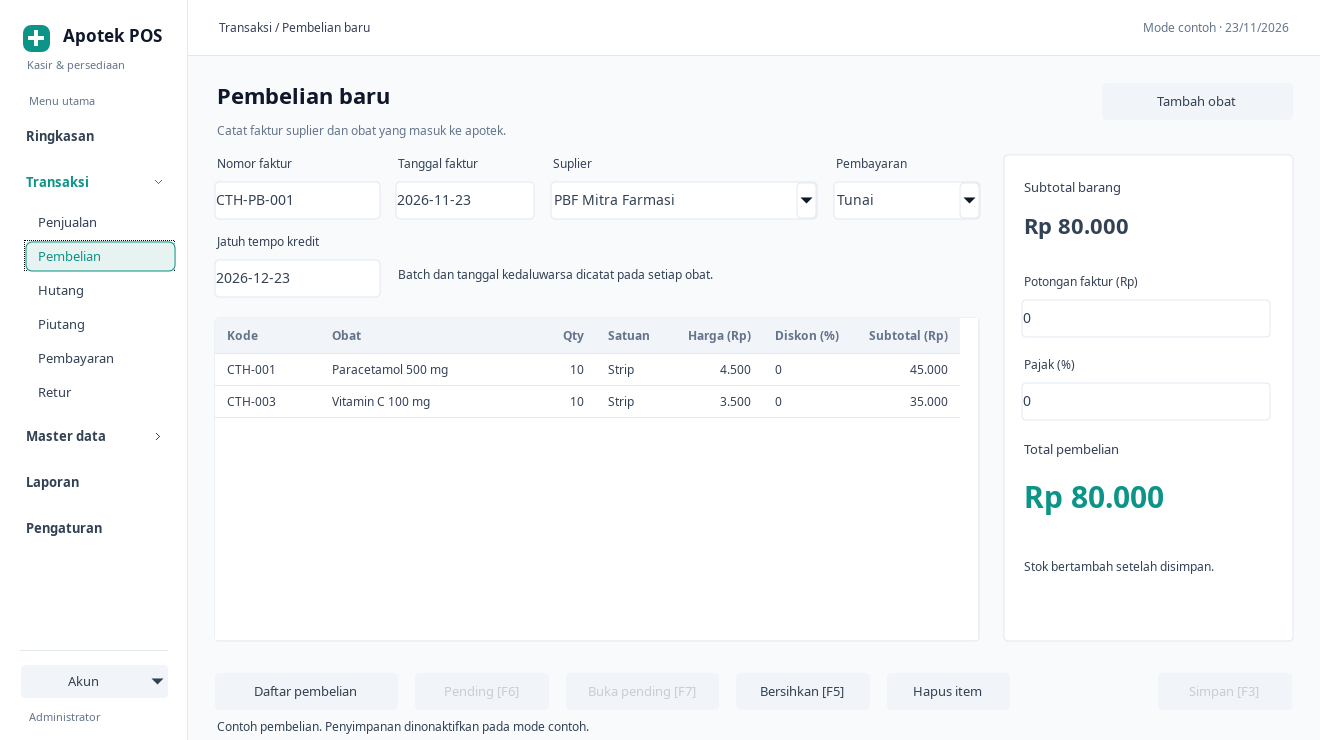 Apotek POS
Kasir & persediaan
Menu utama
Ringkasan
Transaksi
Penjualan
Pembelian
Hutang
Piutang
Pembayaran
Retur
Master data
Laporan
Pengaturan
Akun
Administrator
Transaksi / Pembelian baru
Mode contoh · 23/11/2026
Pembelian baru
Tambah obat
Catat faktur suplier dan obat yang masuk ke apotek.
Nomor faktur Tanggal faktur Suplier Pembayaran
CTH-PB-001 2026-11-23 PBF Mitra Farmasi Tunai
Jatuh tempo kredit
2026-12-23 Batch dan tanggal kedaluwarsa dicatat pada setiap obat.
Kode Obat Qty Satuan Harga (Rp) Diskon (%) Subtotal (Rp)
CTH-001 Paracetamol 500 mg 10 Strip 4.500 0 45.000
CTH-003 Vitamin C 100 mg 10 Strip 3.500 0 35.000
Subtotal barang
Rp 80.000
Potongan faktur (Rp)
0
Pajak (%)
0
Total pembelian
Rp 80.000
Stok bertambah setelah disimpan.
Daftar pembelian Pending [F6] Buka pending [F7] Bersihkan [F5] Hapus item Simpan [F3]
Contoh pembelian. Penyimpanan dinonaktifkan pada mode contoh.